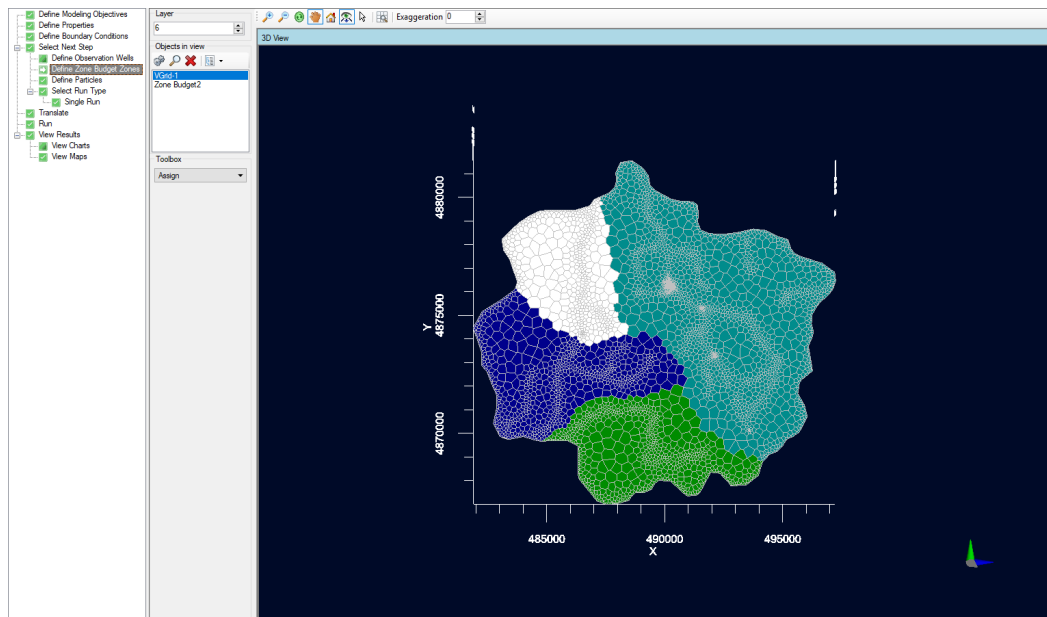 Define Modeling Objectives
Define Properties
Define Boundary Conditions
Select Next Step
Define Observation Wells
Define Zone Budget Zones
Define Particles
Select Run Type
Single Run
Translate
Run
View Results
View Charts
View Maps
Layer
6
Objects in view
VGrid-1
Zone Budget2
Toolbox
Assign
Exaggeration 0
3D View
4880000
4875000
4870000
Y
485000 490000 495000
X